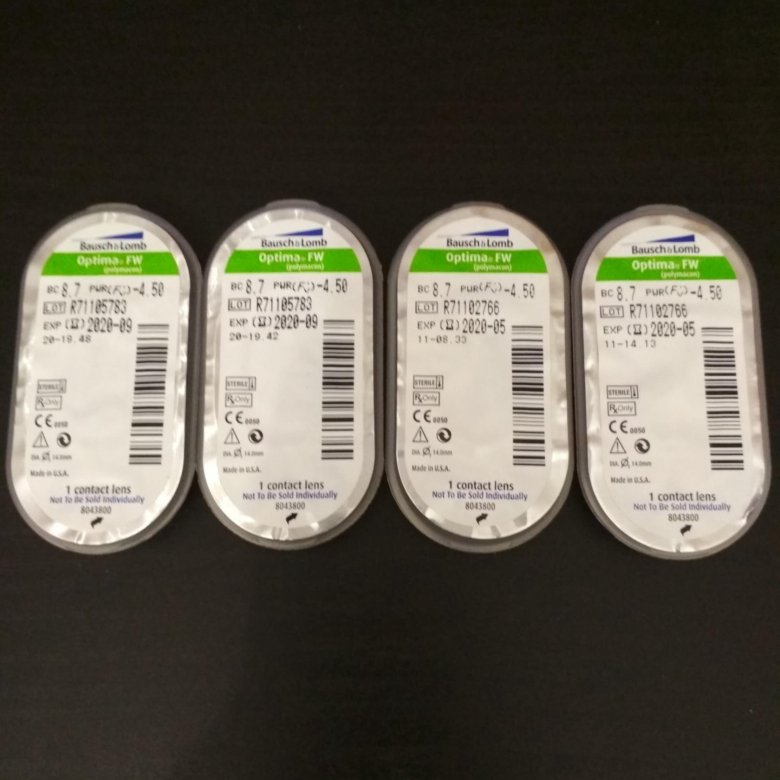 Bausch & Lomb
Optima® FW
(polymacon)
BC 8.7 PWR(F) -4.50
LOT R71105783
EXP 2020-09
20-19.48
STERILE
Rx Only
CE 0050
DIA. Ø 14.0mm
Made in U.S.A.
1 contact lens
Not To Be Sold Individually
8043800
Bausch & Lomb
Optima® FW
(polymacon)
BC 8.7 PWR(F) -4.50
LOT R71105783
EXP 2020-09
20-19.42
STERILE
Rx Only
CE 0050
DIA. Ø 14.0mm
Made in U.S.A.
1 contact lens
Not To Be Sold Individually
8043800
Bausch & Lomb
Optima® FW
(polymacon)
BC 8.7 PWR(F) -4.50
LOT R71102766
EXP 2020-05
11-08.33
STERILE
Rx Only
CE 0050
DIA. Ø 14.0mm
Made in U.S.A.
1 contact lens
Not To Be Sold Individually
8043800
Bausch & Lomb
Optima® FW
(polymacon)
BC 8.7 PWR(F) -4.50
LOT R71102766
EXP 2020-05
11-14.13
STERILE
Rx Only
CE 0050
DIA. Ø 14.0mm
Made in U.S.A.
1 contact lens
Not To Be Sold Individually
8043800